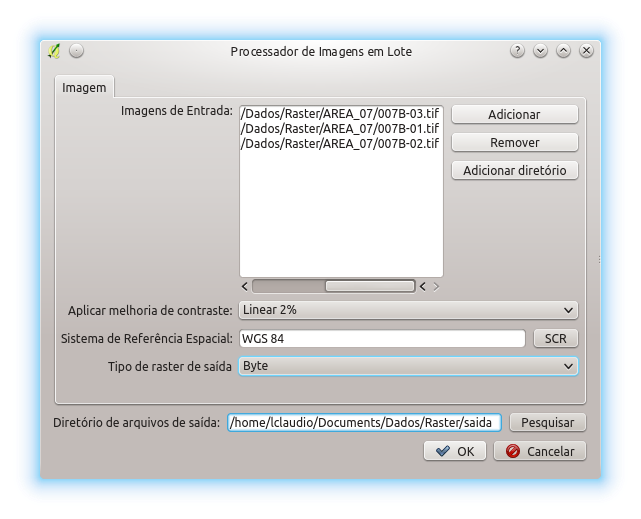 Processador de Imagens em Lote
Imagem
Imagens de Entrada:
/Dados/Raster/AREA_07/007B-03.tif
/Dados/Raster/AREA_07/007B-01.tif
/Dados/Raster/AREA_07/007B-02.tif
Adicionar
Remover
Adicionar diretório
Aplicar melhoria de contraste: Linear 2%
Sistema de Referência Espacial: WGS 84 SCR
Tipo de raster de saída Byte
Diretório de arquivos de saída: /home/lclaudio/Documents/Dados/Raster/saida Pesquisar
OK Cancelar